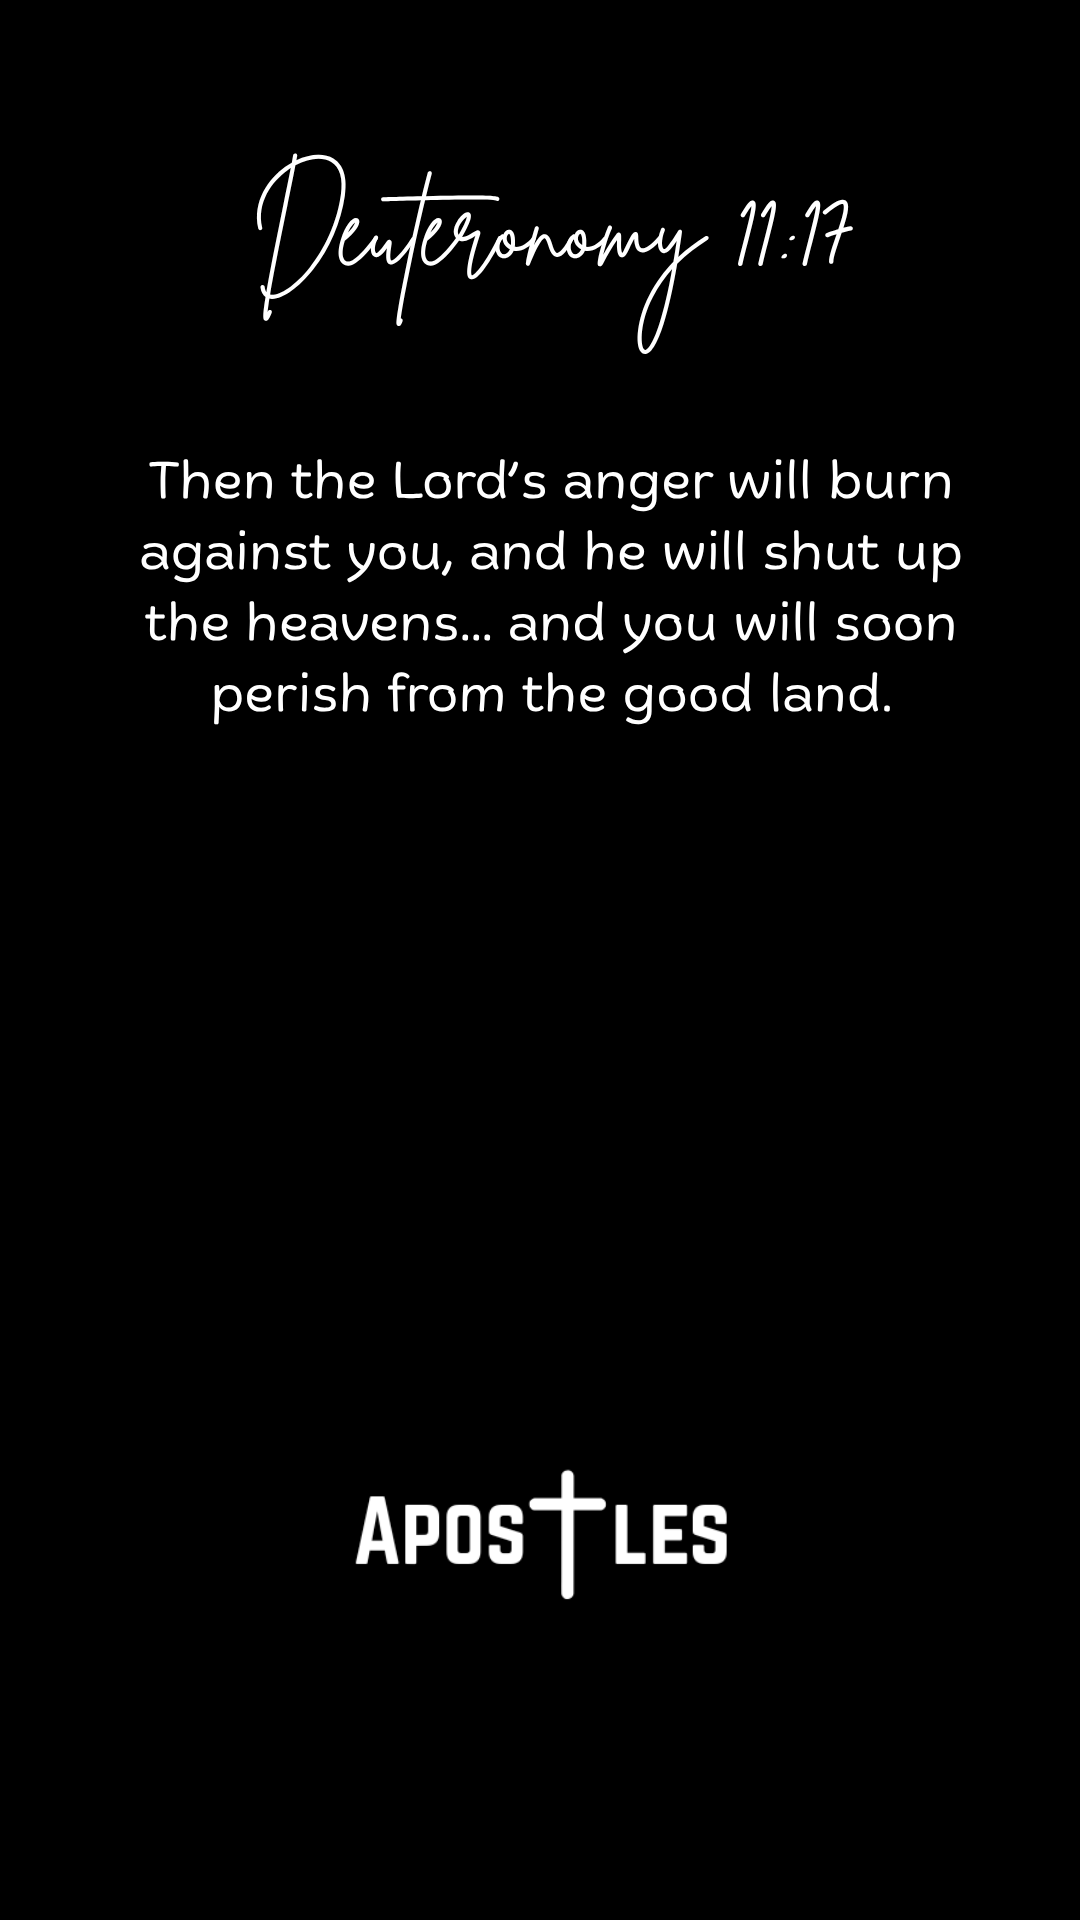 Deuteronomy 11:17
Then the Lord's anger will burn
against you, and he will shut up
the heavens... and you will soon
perish from the good land.
APOSTLES